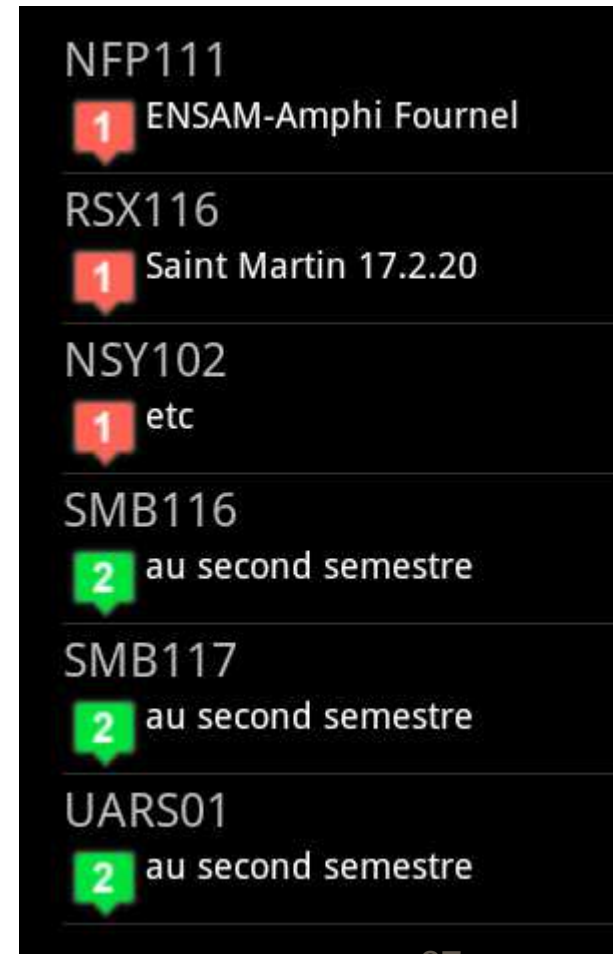 NFP111
1 ENSAM-Amphi Fournel
RSX116
1 Saint Martin 17.2.20
NSY102
1 etc
SMB116
2 au second semestre
SMB117
2 au second semestre
UARS01
2 au second semestre